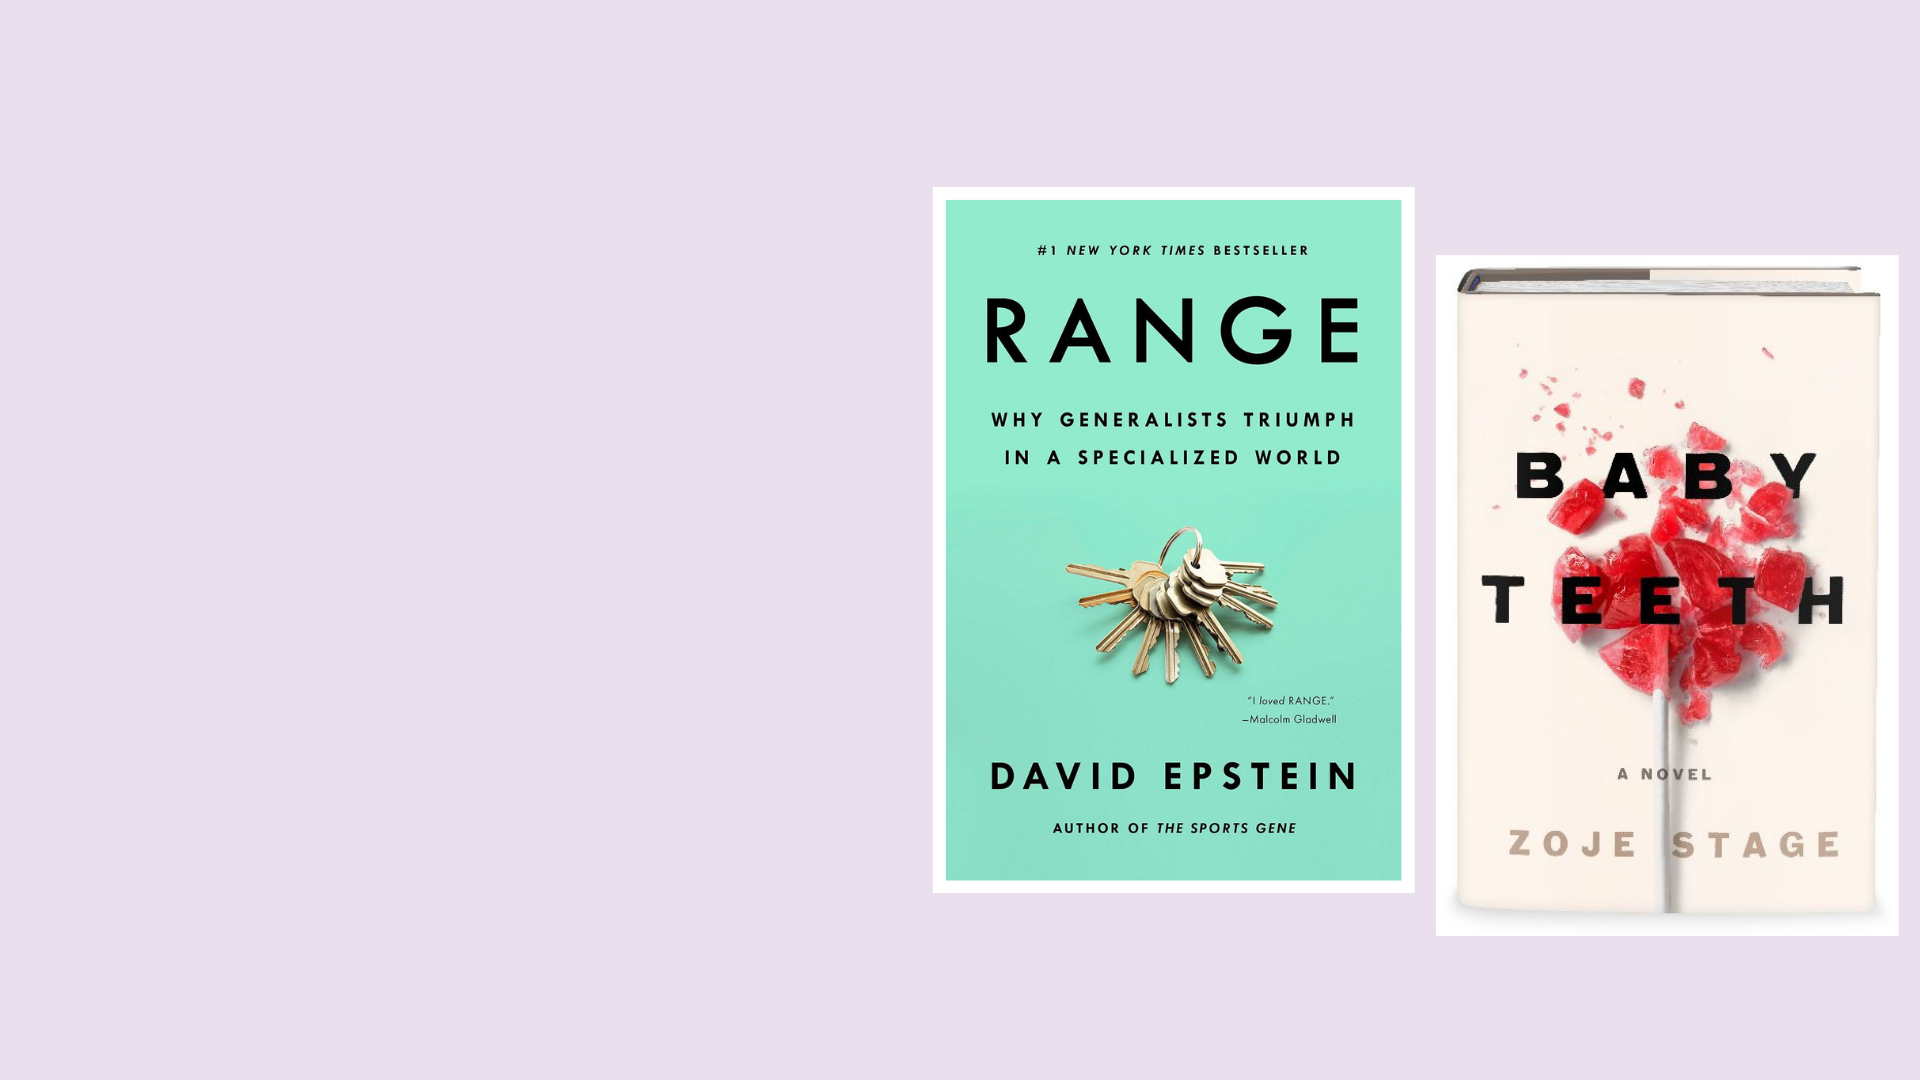 #1 NEW YORK TIMES BESTSELLER
RANGE
WHY GENERALISTS TRIUMPH
IN A SPECIALIZED WORLD
“I loved RANGE.”
—Malcolm Gladwell
DAVID EPSTEIN
AUTHOR OF THE SPORTS GENE
BABY
TEETH
A NOVEL
ZOJE STAGE